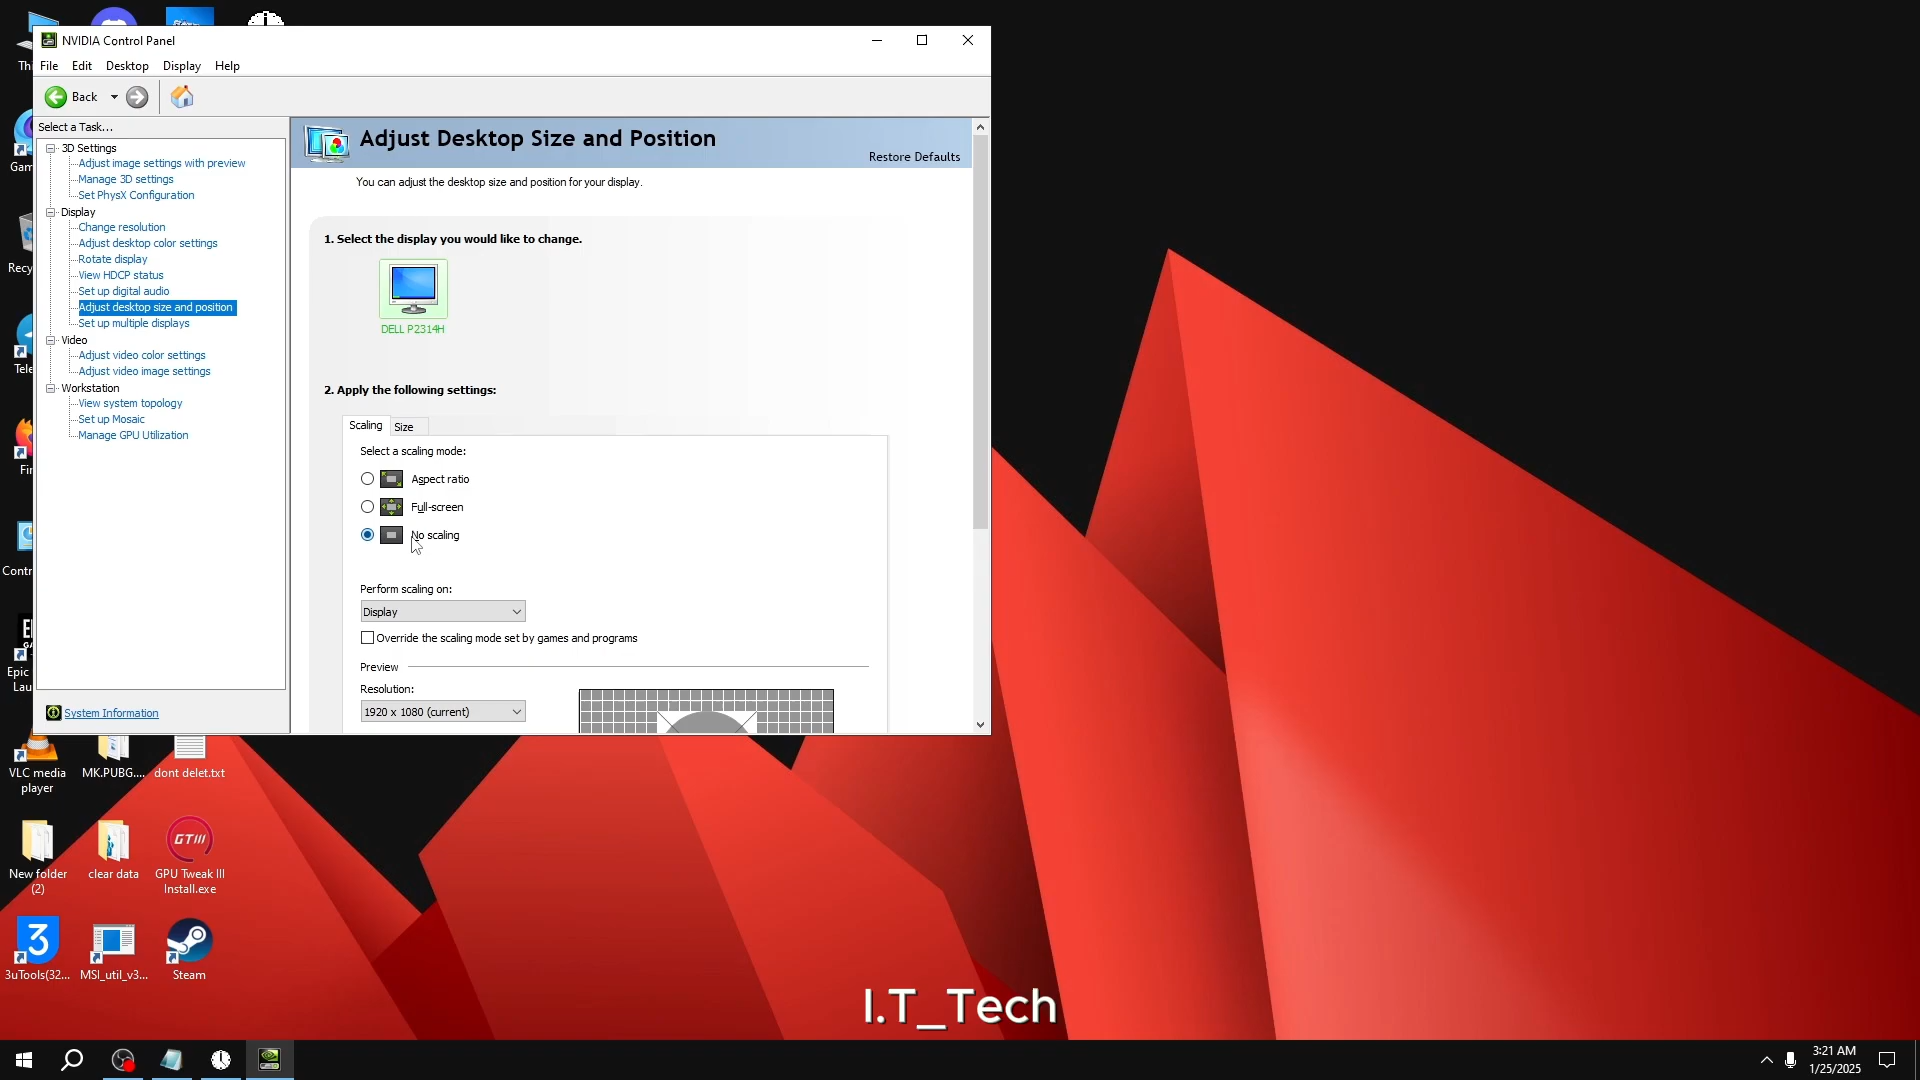 NVIDIA Control Panel
File Edit Desktop Display Help
Back
Select a Task...
3D Settings
Adjust image settings with preview
Manage 3D settings
Set PhysX Configuration
Display
Change resolution
Adjust desktop color settings
Rotate display
View HDCP status
Set up digital audio
Adjust desktop size and position
Set up multiple displays
Video
Adjust video color settings
Adjust video image settings
Workstation
View system topology
Set up Mosaic
Manage GPU Utilization
System Information
Adjust Desktop Size and Position
Restore Defaults
You can adjust the desktop size and position for your display.
1. Select the display you would like to change.
DELL P2314H
2. Apply the following settings:
Scaling Size
Select a scaling mode:
Aspect ratio
Full-screen
No scaling
Perform scaling on:
Display
Override the scaling mode set by games and programs
Preview
Resolution:
1920 x 1080 (current)
VLC media player
MK.PUBG....
dont delet.txt
New folder (2)
clear data
GTIII
GPU Tweak III Install.exe
3
3uTools(32...
MSI_util_v3...
Steam
I.T_Tech
3:21 AM
1/25/2025